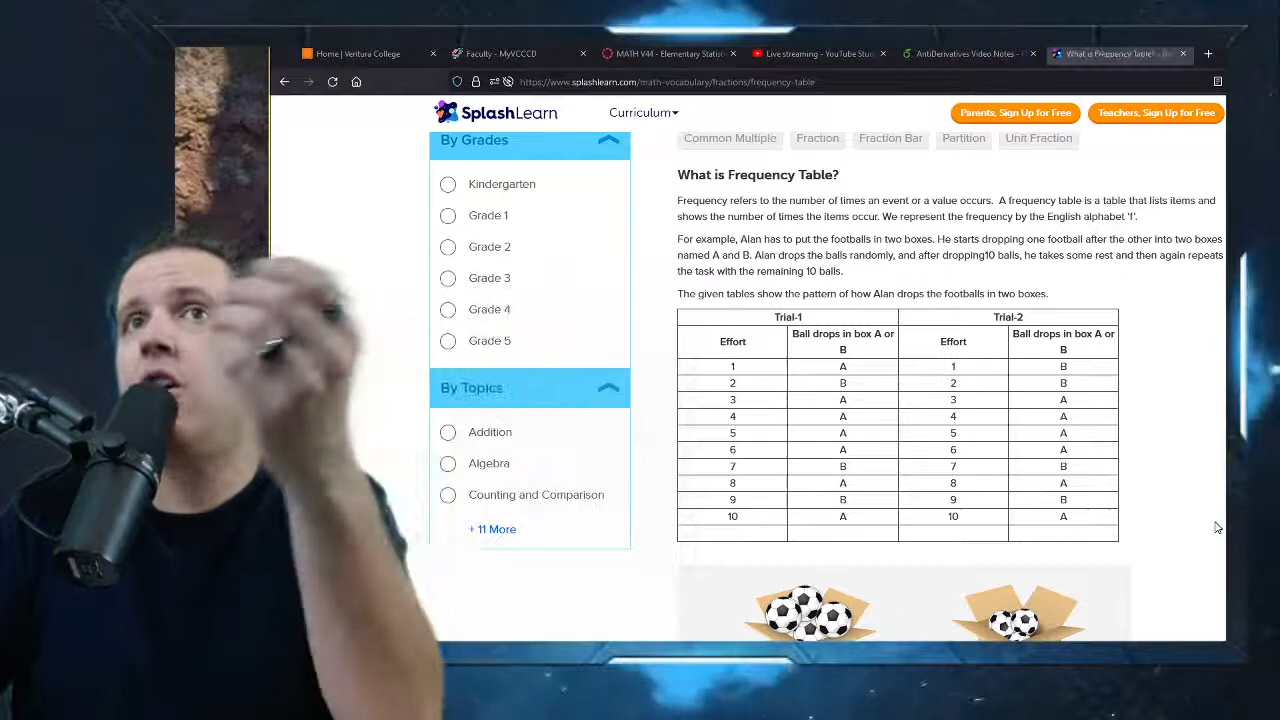 Home | Ventura College
Faculty - MyVCCCD
MATH V44 - Elementary Statist
Live streaming - YouTube Stud
AntiDerivatives Video Notes -
What is Frequency Table?
https://www.splashlearn.com/math-vocabulary/fractions/frequency-table
SplashLearn
Curriculum
Parents, Sign Up for Free
Teachers, Sign Up for Free
By Grades
Kindergarten
Grade 1
Grade 2
Grade 3
Grade 4
Grade 5
By Topics
Addition
Algebra
Counting and Comparison
+ 11 More
Common Multiple Fraction Fraction Bar Partition Unit Fraction
What is Frequency Table?
Frequency refers to the number of times an event or a value occurs. A frequency table is a table that lists items and
shows the number of times the items occur. We represent the frequency by the English alphabet 'f'.
For example, Alan has to put the footballs in two boxes. He starts dropping one football after the other into two boxes
named A and B. Alan drops the balls randomly, and after dropping10 balls, he takes some rest and then again repeats
the task with the remaining 10 balls.
The given tables show the pattern of how Alan drops the footballs in two boxes.
Trial-1 Trial-2
Effort Ball drops in box A or B Effort Ball drops in box A or B
1 A 1 B
2 B 2 B
3 A 3 A
4 A 4 A
5 A 5 A
6 A 6 A
7 B 7 B
8 A 8 A
9 B 9 B
10 A 10 A